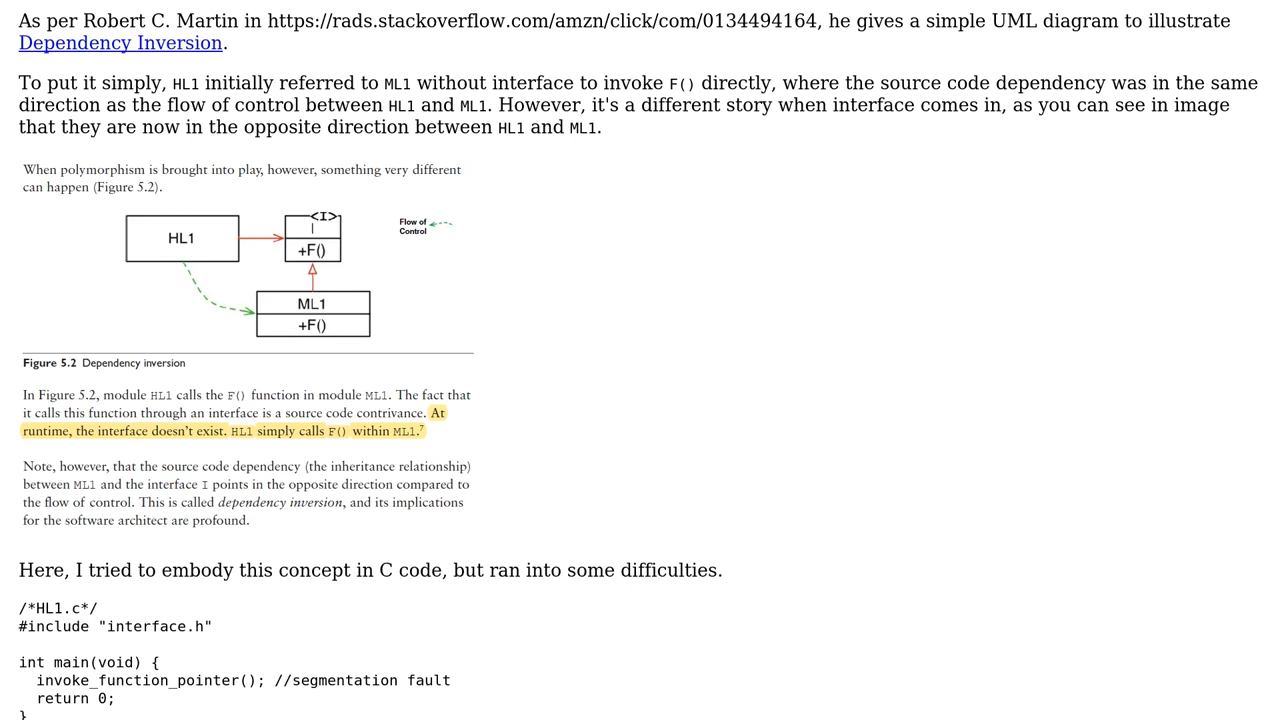 As per Robert C. Martin in https://rads.stackoverflow.com/amzn/click/com/0134494164, he gives a simple UML diagram to illustrate
Dependency Inversion.
To put it simply, HL1 initially referred to ML1 without interface to invoke F() directly, where the source code dependency was in the same
direction as the flow of control between HL1 and ML1. However, it's a different story when interface comes in, as you can see in image
that they are now in the opposite direction between HL1 and ML1.
When polymorphism is brought into play, however, something very different
can happen (Figure 5.2).
<I>
I
HL1
+F()
Flow of
Control
ML1
+F()
Figure 5.2 Dependency inversion
In Figure 5.2, module HL1 calls the F() function in module ML1. The fact that
it calls this function through an interface is a source code contrivance. At
runtime, the interface doesn't exist. HL1 simply calls F() within ML1.7
Note, however, that the source code dependency (the inheritance relationship)
between ML1 and the interface I points in the opposite direction compared to
the flow of control. This is called dependency inversion, and its implications
for the software architect are profound.
Here, I tried to embody this concept in C code, but ran into some difficulties.
/*HL1.c*/
#include "interface.h"
int main(void) {
  invoke_function_pointer(); //segmentation fault
  return 0;
}